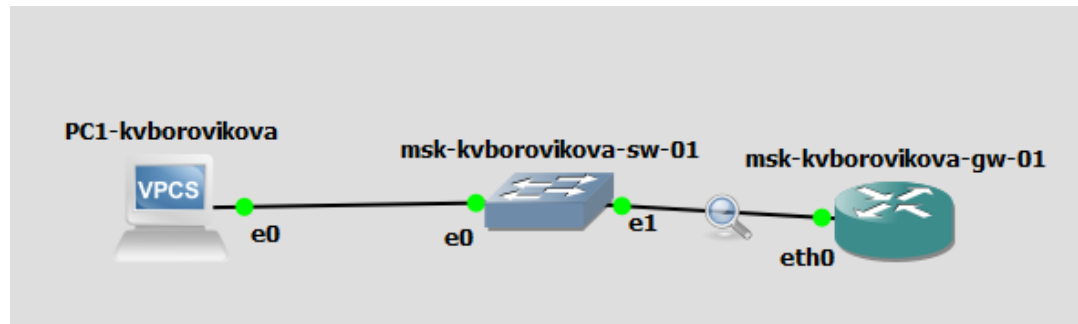 PC1-kvborovikova
msk-kvborovikova-sw-01
msk-kvborovikova-gw-01
VPCS
e0
e0
e1
eth0